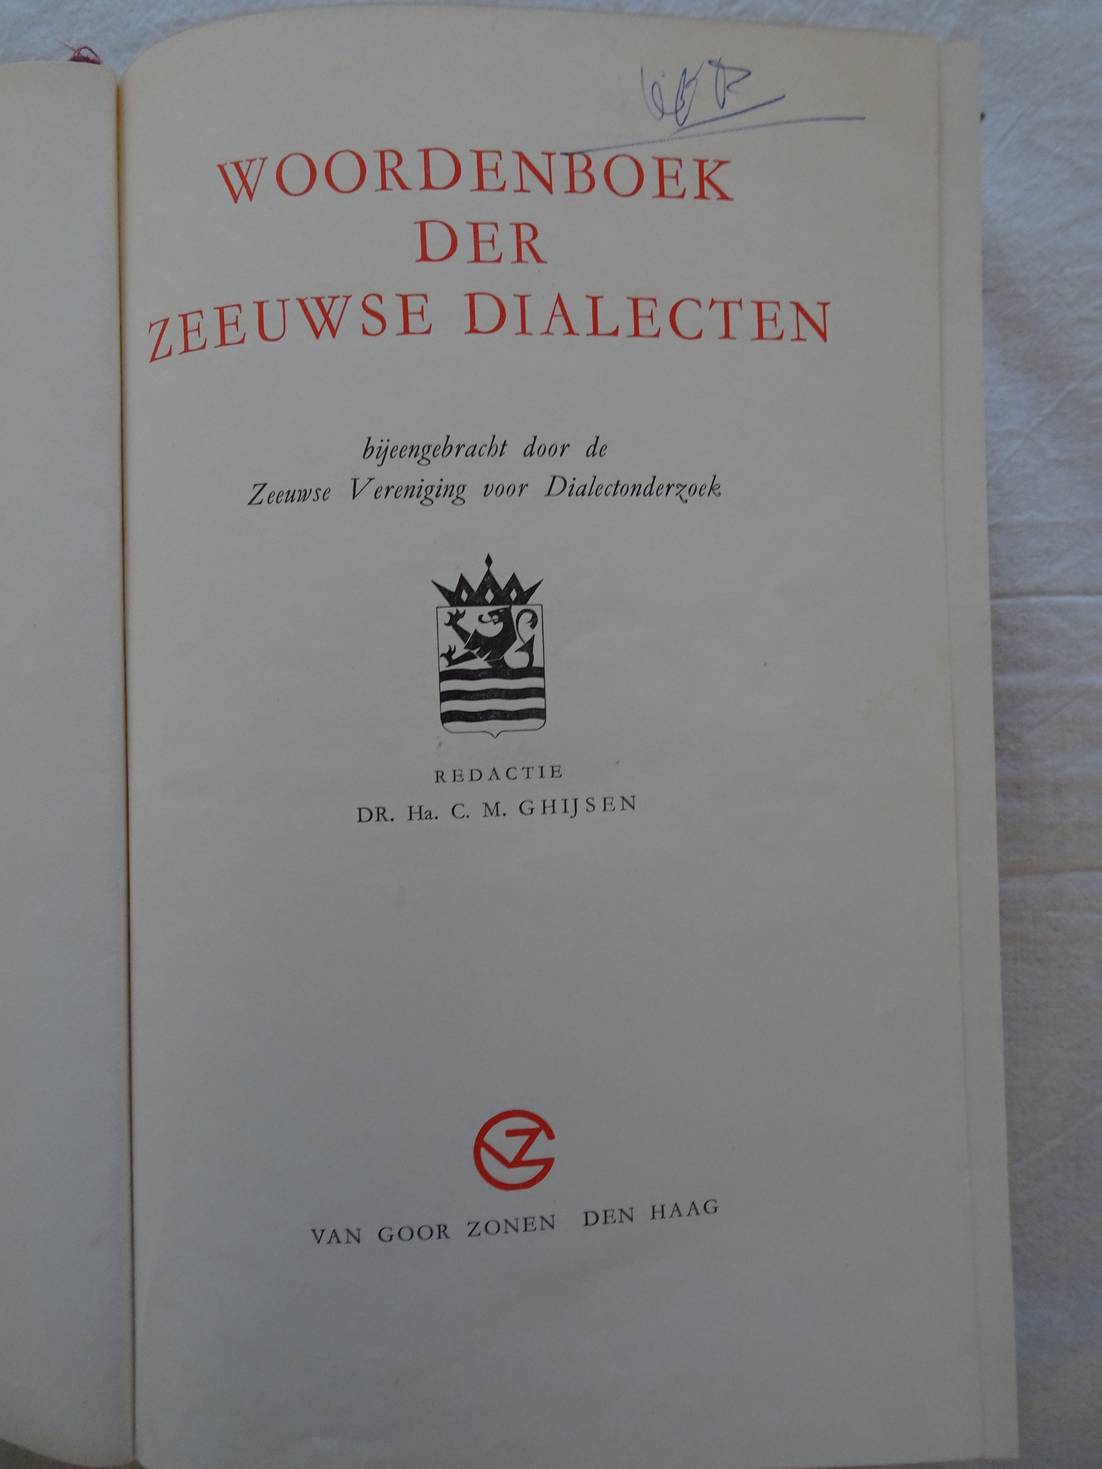 WOORDENBOEK
DER
ZEEUWSE DIALECTEN
bijeengebracht door de
Zeeuwse Vereniging voor Dialectonderzoek
REDACTIE
DR. Ha. C. M. GHIJSEN
VAN GOOR ZONEN DEN HAAG